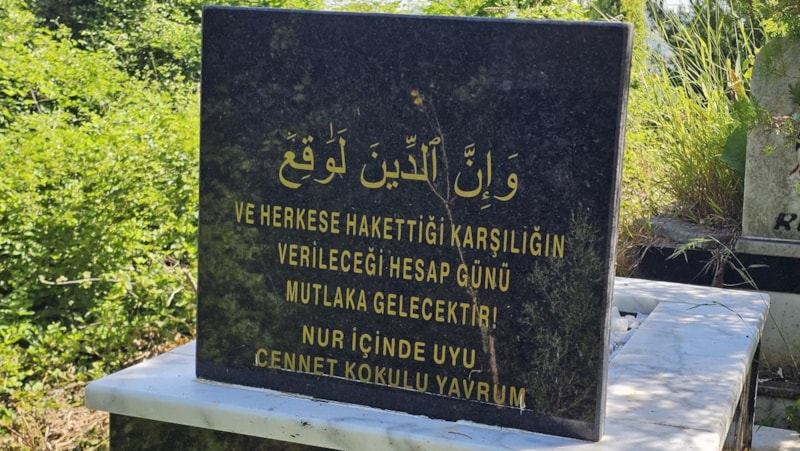 وَإِنَّ ٱلدِّينَ لَوَٰقِعَ
VE HERKESE HAKETTİĞİ KARŞILIĞIN
VERİLECEĞİ HESAP GÜNÜ
MUTLAKA GELECEKTİR!
NUR İÇİNDE UYU
CENNET KOKULU YAVRUM